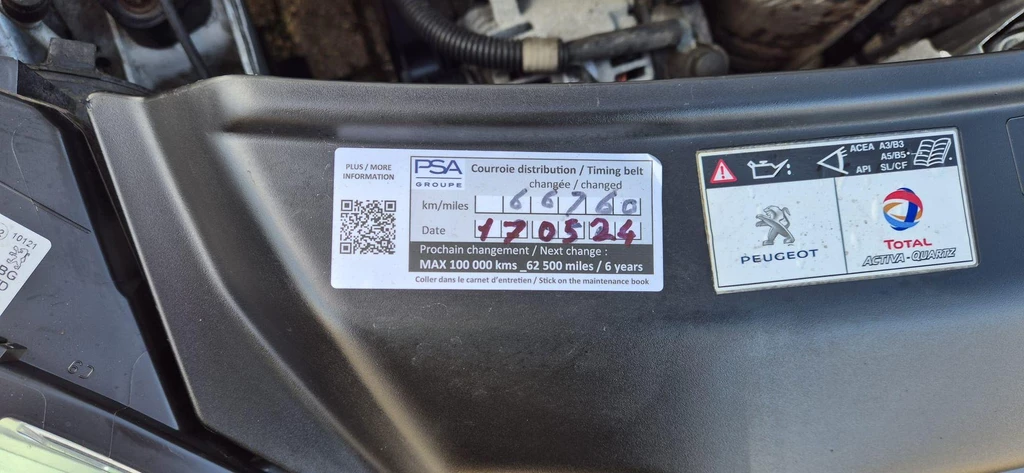 PLUS / MORE
INFORMATION
PSA
GROUPE
Courroie distribution / Timing belt
changée / changed
km/miles 66760
Date 170524
Prochain changement / Next change :
MAX 100 000 kms _62 500 miles / 6 years
Coller dans le carnet d'entretien / Stick on the maintenance book
ACEA A3/B3
A5/B5+
API SL/CF
PEUGEOT
TOTAL
ACTIVA - QUARTZ
10121